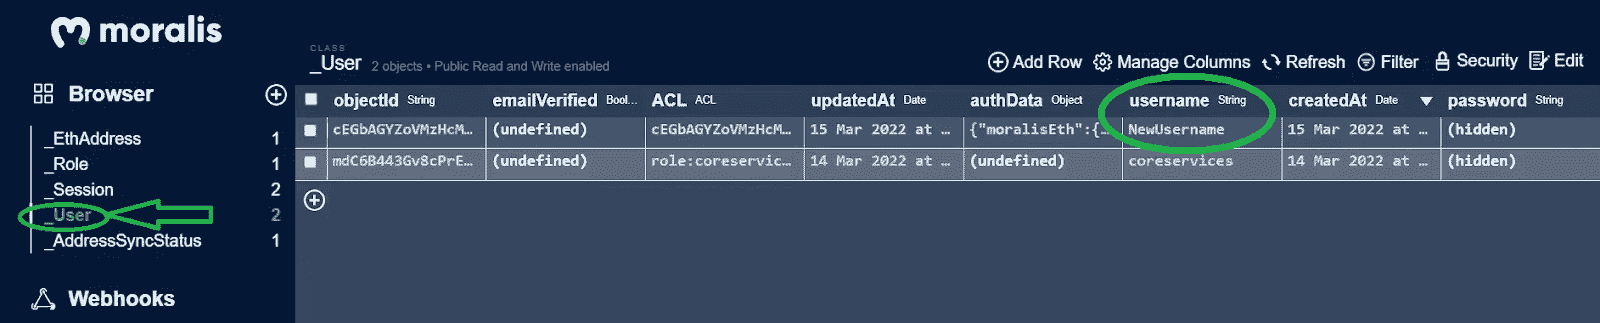 moralis
Browser
_EthAddress 1
_Role 1
_Session 2
_User 2
_AddressSyncStatus 1
Webhooks
CLASS
_User 2 objects • Public Read and Write enabled
Add Row Manage Columns Refresh Filter Security Edit
objectId String emailVerified Bool... ACL ACL updatedAt Date authData Object username String createdAt Date password String
cEGbAGYZoVMzHcM... (undefined) cEGbAGYZoVMzHcM... 15 Mar 2022 at … {"moralisEth":{… NewUsername 15 Mar 2022 at … (hidden)
mdC6B443Gv8cPrE... (undefined) role:coreservic... 14 Mar 2022 at … (undefined) coreservices 14 Mar 2022 at … (hidden)